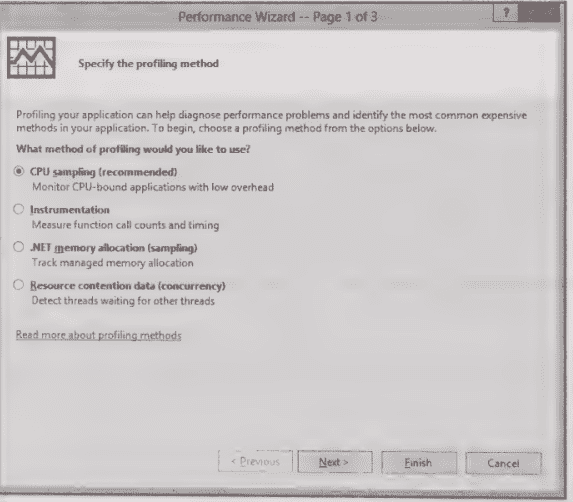 Performance Wizard -- Page 1 of 3
?
Specify the profiling method
Profiling your application can help diagnose performance problems and identify the most common expensive
methods in your application. To begin, choose a profiling method from the options below.
What method of profiling would you like to use?
CPU sampling (recommended)
Monitor CPU-bound applications with low overhead
Instrumentation
Measure function call counts and timing
.NET memory allocation (sampling)
Track managed memory allocation
Resource contention data (concurrency)
Detect threads waiting for other threads
Read more about profiling methods
< Previous Next > Finish Cancel